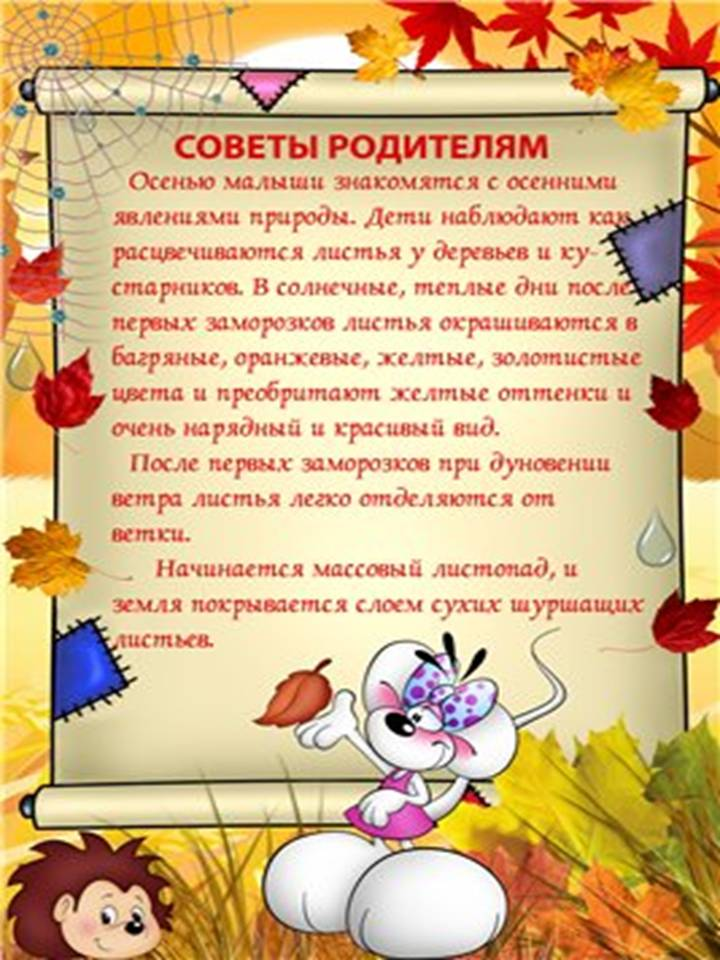 СОВЕТЫ РОДИТЕЛЯМ
Осенью малыши знакомятся с осенними
явлениями природы. Дети наблюдают как
расцвечиваются листья у деревьев и ку-
старников. В солнечные, теплые дни после
первых заморозков листья окрашиваются в
багряные, оранжевые, желтые, золотистые
цвета и преобритают желтые оттенки и
очень нарядный и красивый вид.
После первых заморозков при дуновении
ветра листья легко отделяются от
ветки.
Начинается массовый листопад, и
земля покрывается слоем сухих шуршащих
листьев.